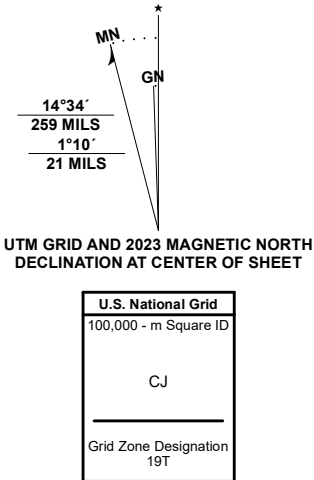 ★
MN
GN
14°34´
259 MILS
1°10´
21 MILS
UTM GRID AND 2023 MAGNETIC NORTH
DECLINATION AT CENTER OF SHEET
U.S. National Grid
100,000 - m Square ID
CJ
Grid Zone Designation
19T